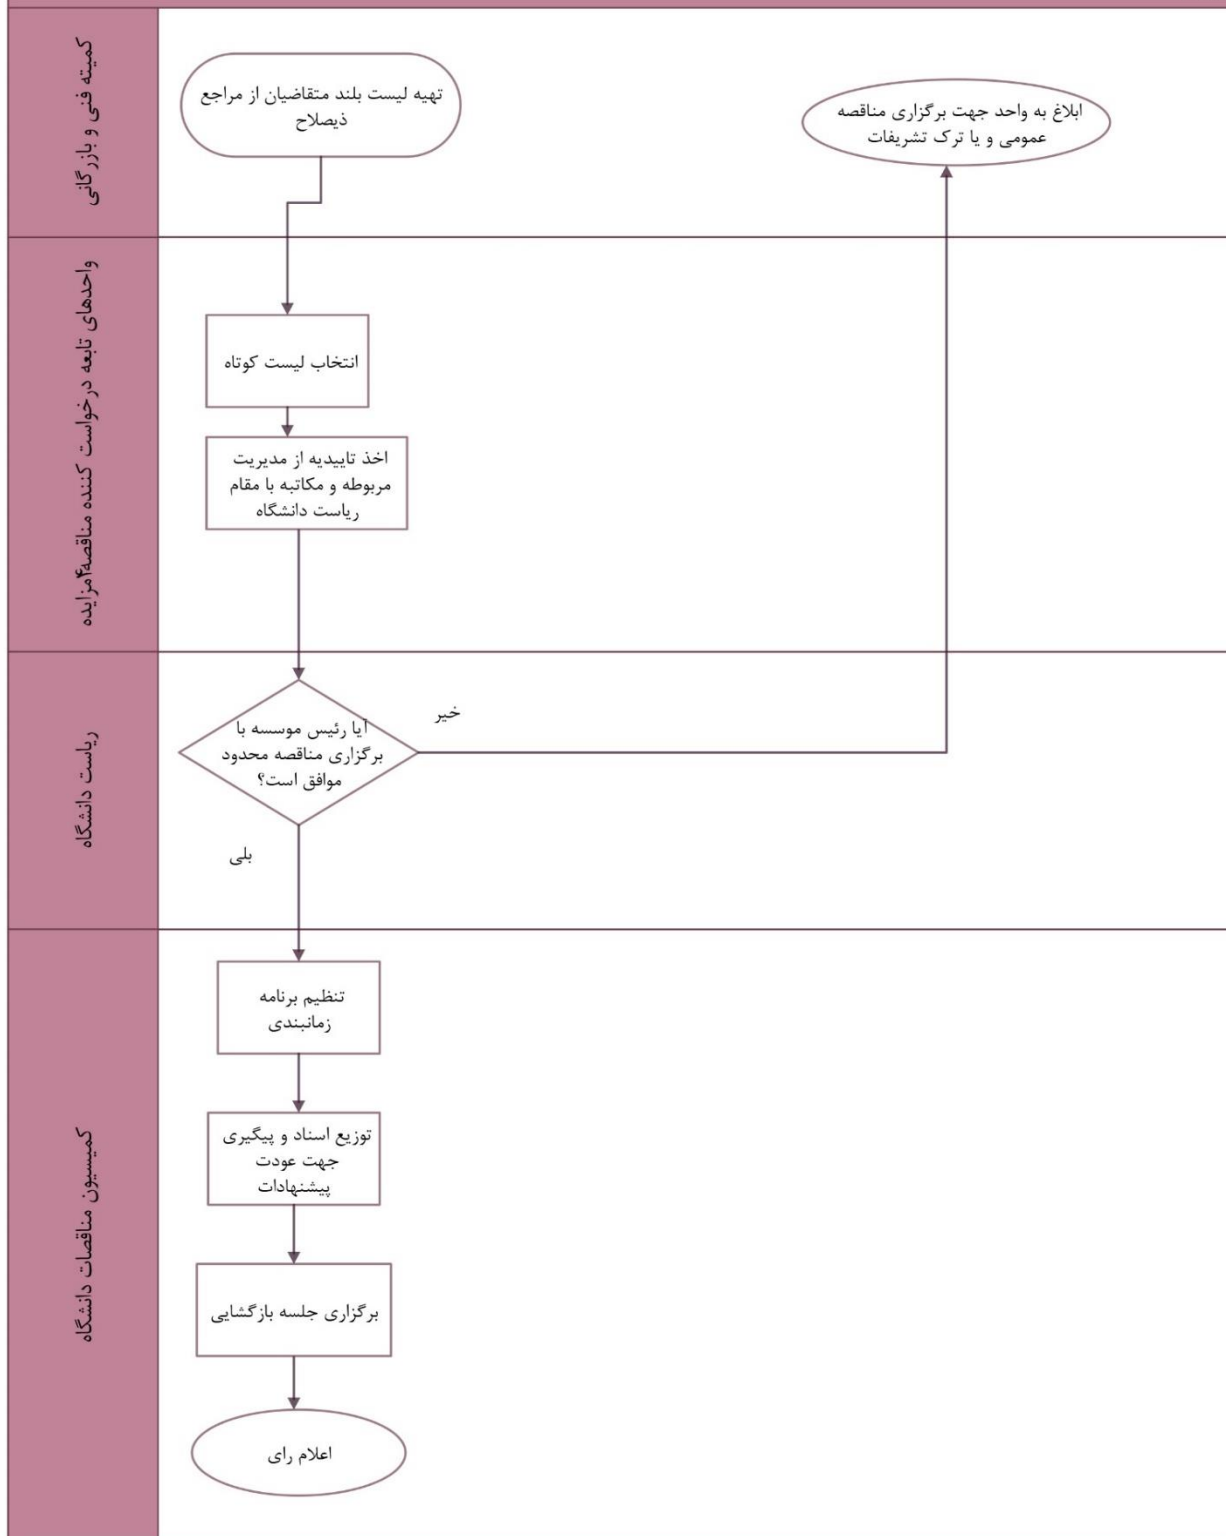 کمیته فنی و بازرگانی
تهیه لیست بلند متقاضیان از مراجع
ذیصلاح
ابلاغ به واحد جهت برگزاری مناقصه
عمومی و یا ترک تشریفات
واحدهای تابعه درخواست کننده مناقصه۴مزایده
انتخاب لیست کوتاه
اخذ تاییدیه از مدیریت
مربوطه و مکاتبه با مقام
ریاست دانشگاه
ریاست دانشگاه
آیا رئیس موسسه با
برگزاری مناقصه محدود
موافق است؟
خیر
بلی
کمیسیون مناقصات دانشگاه
تنظیم برنامه
زمانبندی
توزیع اسناد و پیگیری
جهت عودت
پیشنهادات
برگزاری جلسه بازگشایی
اعلام رای